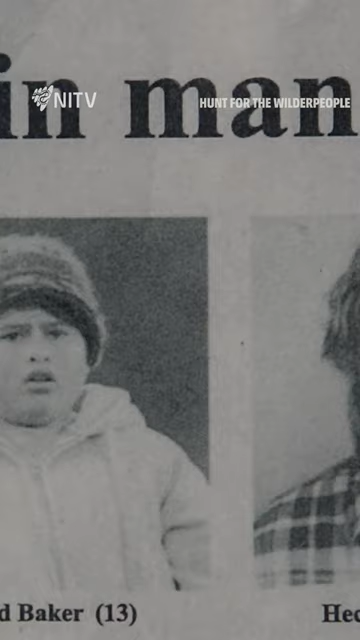 in man
NITV
HUNT FOR THE WILDERPEOPLE
d Baker (13)
Hec